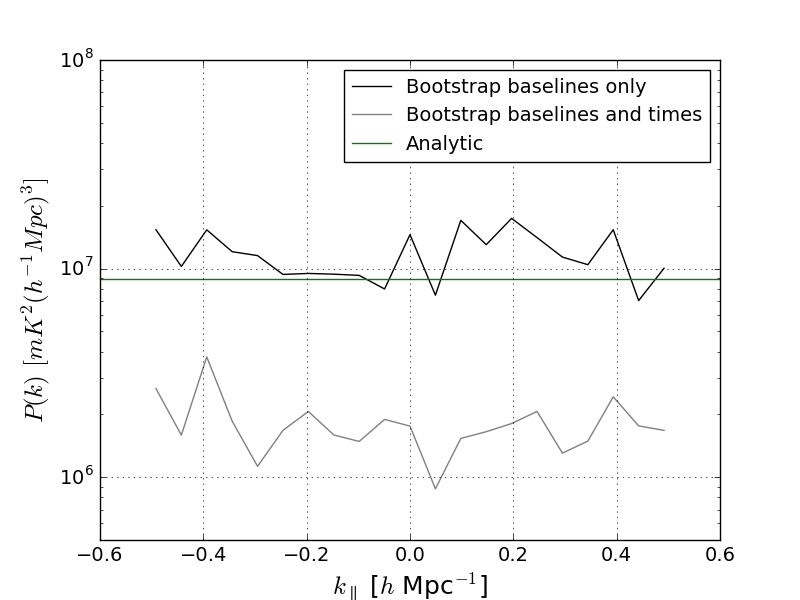 10^8
10^7
10^6
P(k) [mK^2(h^{-1}Mpc)^3]
Bootstrap baselines only
Bootstrap baselines and times
Analytic
−0.6 −0.4 −0.2 0.0 0.2 0.4 0.6
k_∥ [h Mpc^{-1}]